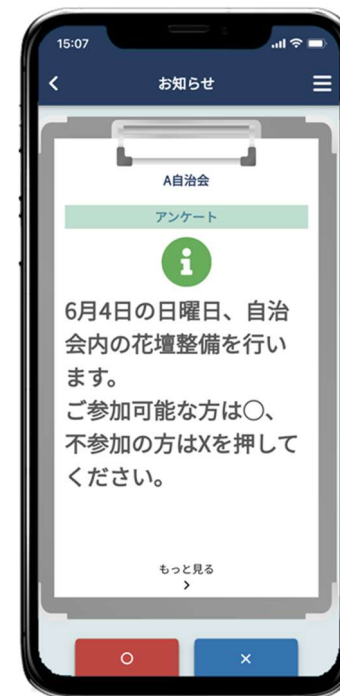 15:07
お知らせ
A自治会
アンケート
6月4日の日曜日、自治
会内の花壇整備を行い
ます。
ご参加可能な方は○、
不参加の方はXを押して
ください。
もっと見る
○ ×